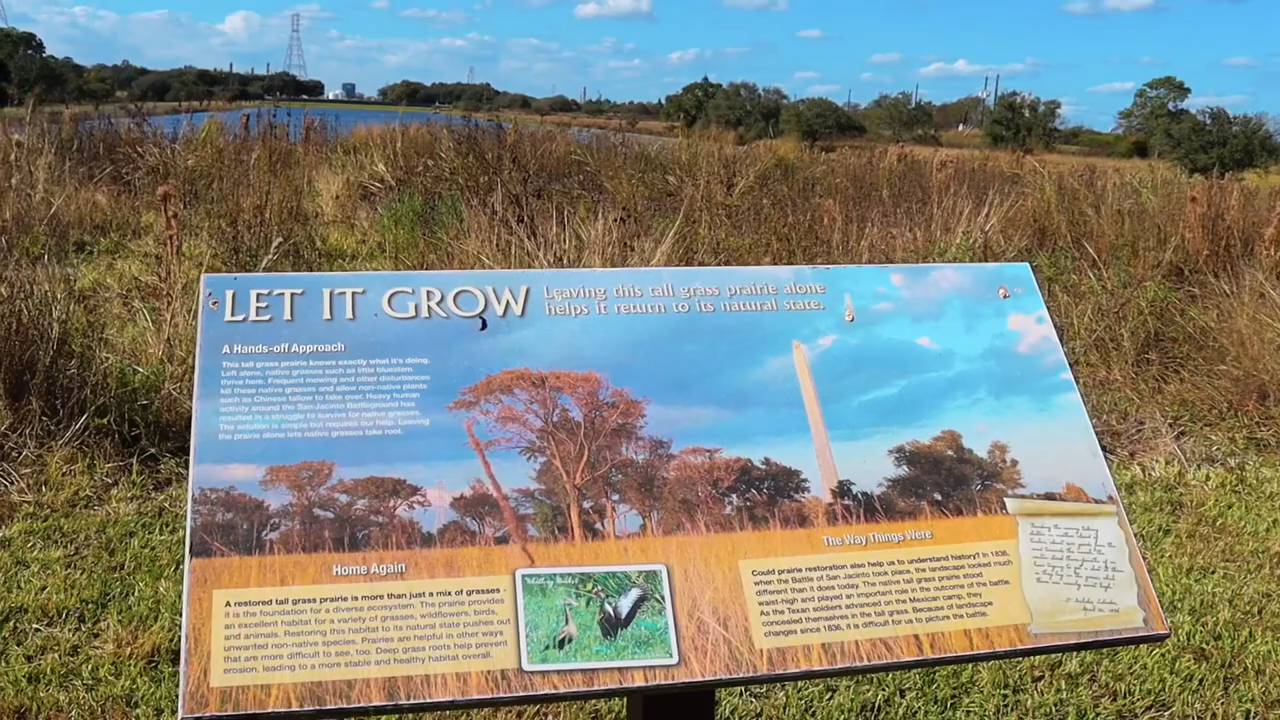 LET IT GROW
Leaving this tall grass prairie alone
helps it return to its natural state.
A Hands-off Approach
This tall grass prairie knows exactly what it's doing.
Left alone, native grasses such as little bluestem
thrive here. Frequent mowing and other disturbances
kill these native grasses and allow non-native plants
such as Chinese tallow to take over. Heavy human
activity around the San Jacinto Battleground has
resulted in a struggle to survive for native grasses.
The solution is simple but requires our help. Leaving
the prairie alone lets native grasses take root.
Home Again
A restored tall grass prairie is more than just a mix of grasses -
it is the foundation for a diverse ecosystem. The prairie provides
an excellent habitat for a variety of grasses, wildflowers, birds,
and animals. Restoring this habitat to its natural state pushes out
unwanted non-native species. Prairies are helpful in other ways
that are more difficult to see, too. Deep grass roots help prevent
erosion, leading to a more stable and healthy habitat overall.
The Way Things Were
Could prairie restoration also help us to understand history? In 1836,
when the Battle of San Jacinto took place, the landscape looked much
different than it does today. The native tall grass prairie stood
waist-high and played an important role in the outcome of the battle.
As the Texan soldiers advanced on the Mexican camp, they
concealed themselves in the tall grass. Because of landscape
changes since 1836, it is difficult for us to picture the battle.